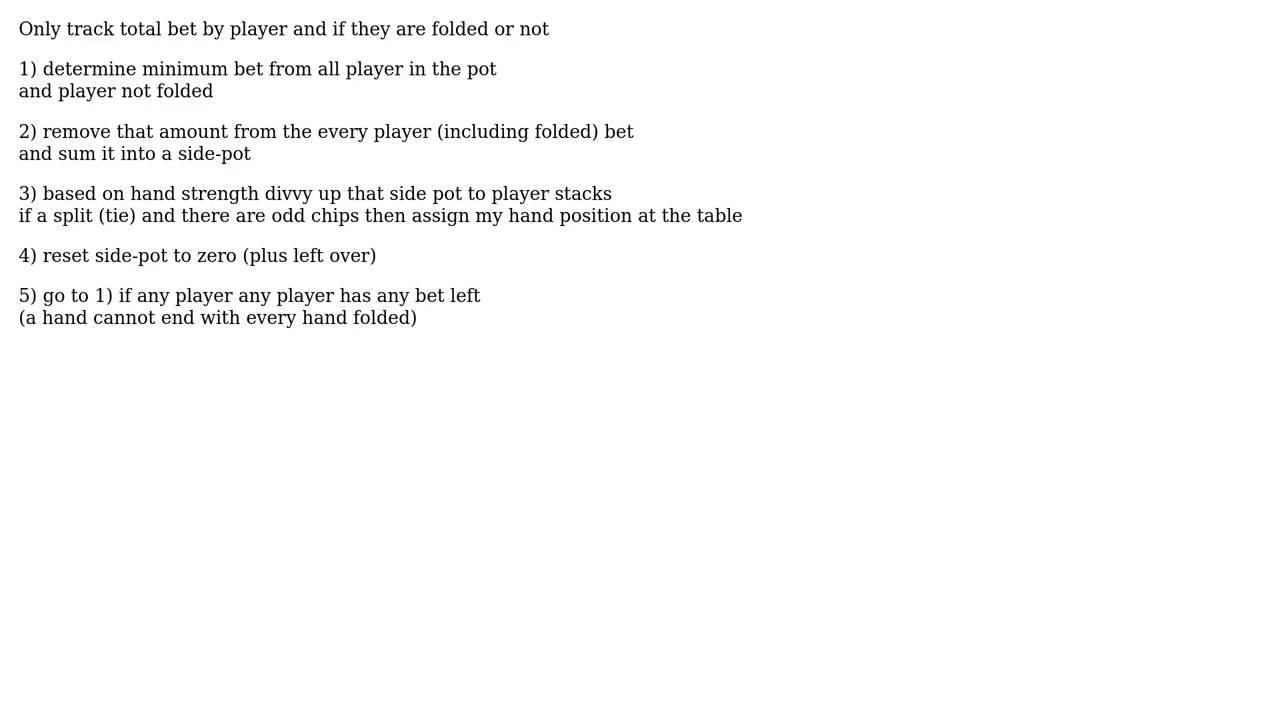 Only track total bet by player and if they are folded or not
1) determine minimum bet from all player in the pot
and player not folded
2) remove that amount from the every player (including folded) bet
and sum it into a side-pot
3) based on hand strength divvy up that side pot to player stacks
if a split (tie) and there are odd chips then assign my hand position at the table
4) reset side-pot to zero (plus left over)
5) go to 1) if any player any player has any bet left
(a hand cannot end with every hand folded)